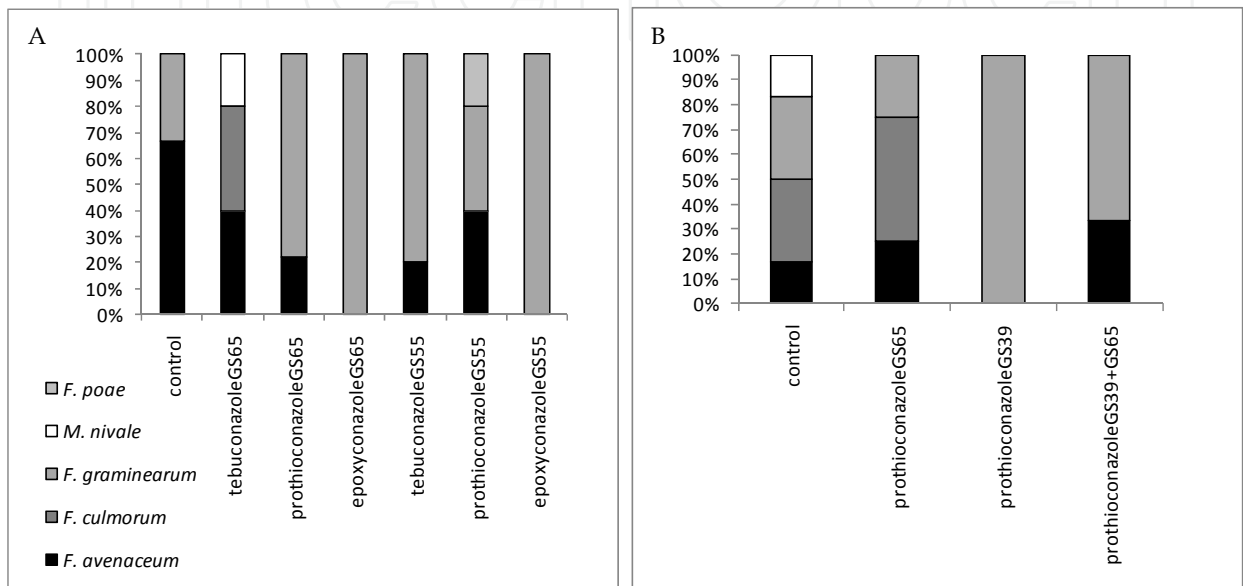 A
100%
90%
80%
70%
60%
50%
40%
30%
20%
10%
0%
control
tebuconazoleGS65
prothioconazoleGS65
epoxyconazoleGS65
tebuconazoleGS55
prothioconazoleGS55
epoxyconazoleGS55
F. poae
M. nivale
F. graminearum
F. culmorum
F. avenaceum
B
100%
90%
80%
70%
60%
50%
40%
30%
20%
10%
0%
control
prothioconazoleGS65
prothioconazoleGS39
prothioconazoleGS39+GS65